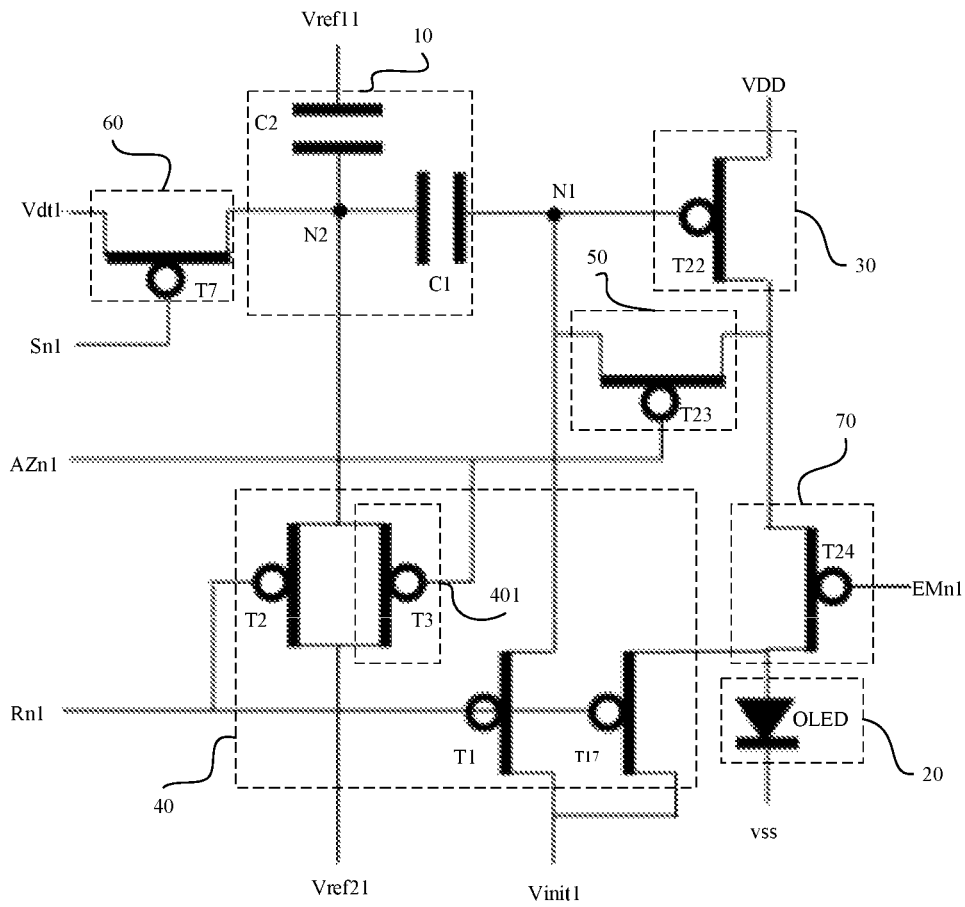 Vref11
10
VDD
C2
60
N1
Vdt1
N2
T22
30
50
C1
T7
Sn1
T23
70
AZn1
T24
T2
T3
401
EMn1
Rn1
OLED
T1
T17
20
40
vss
Vref21
Vinit1